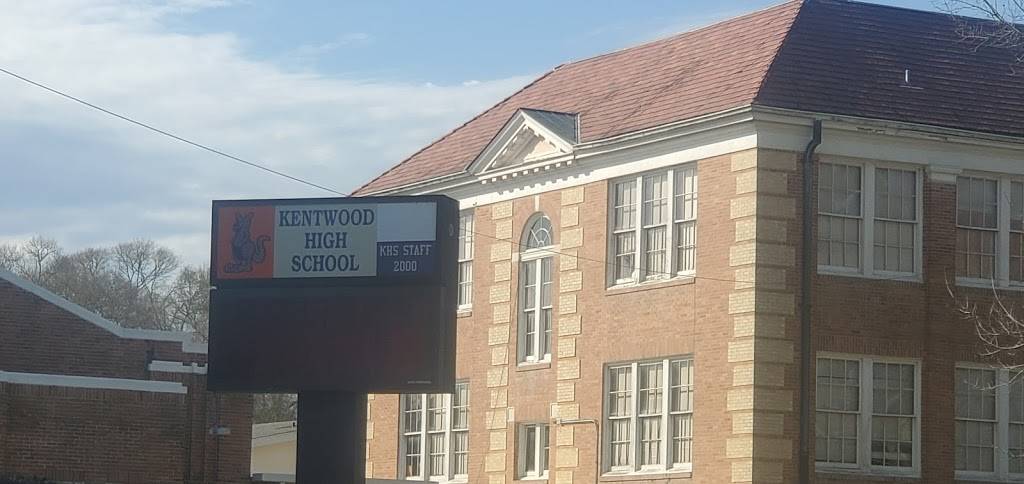 KENTWOOD
HIGH
SCHOOL
KHS STAFF
2000